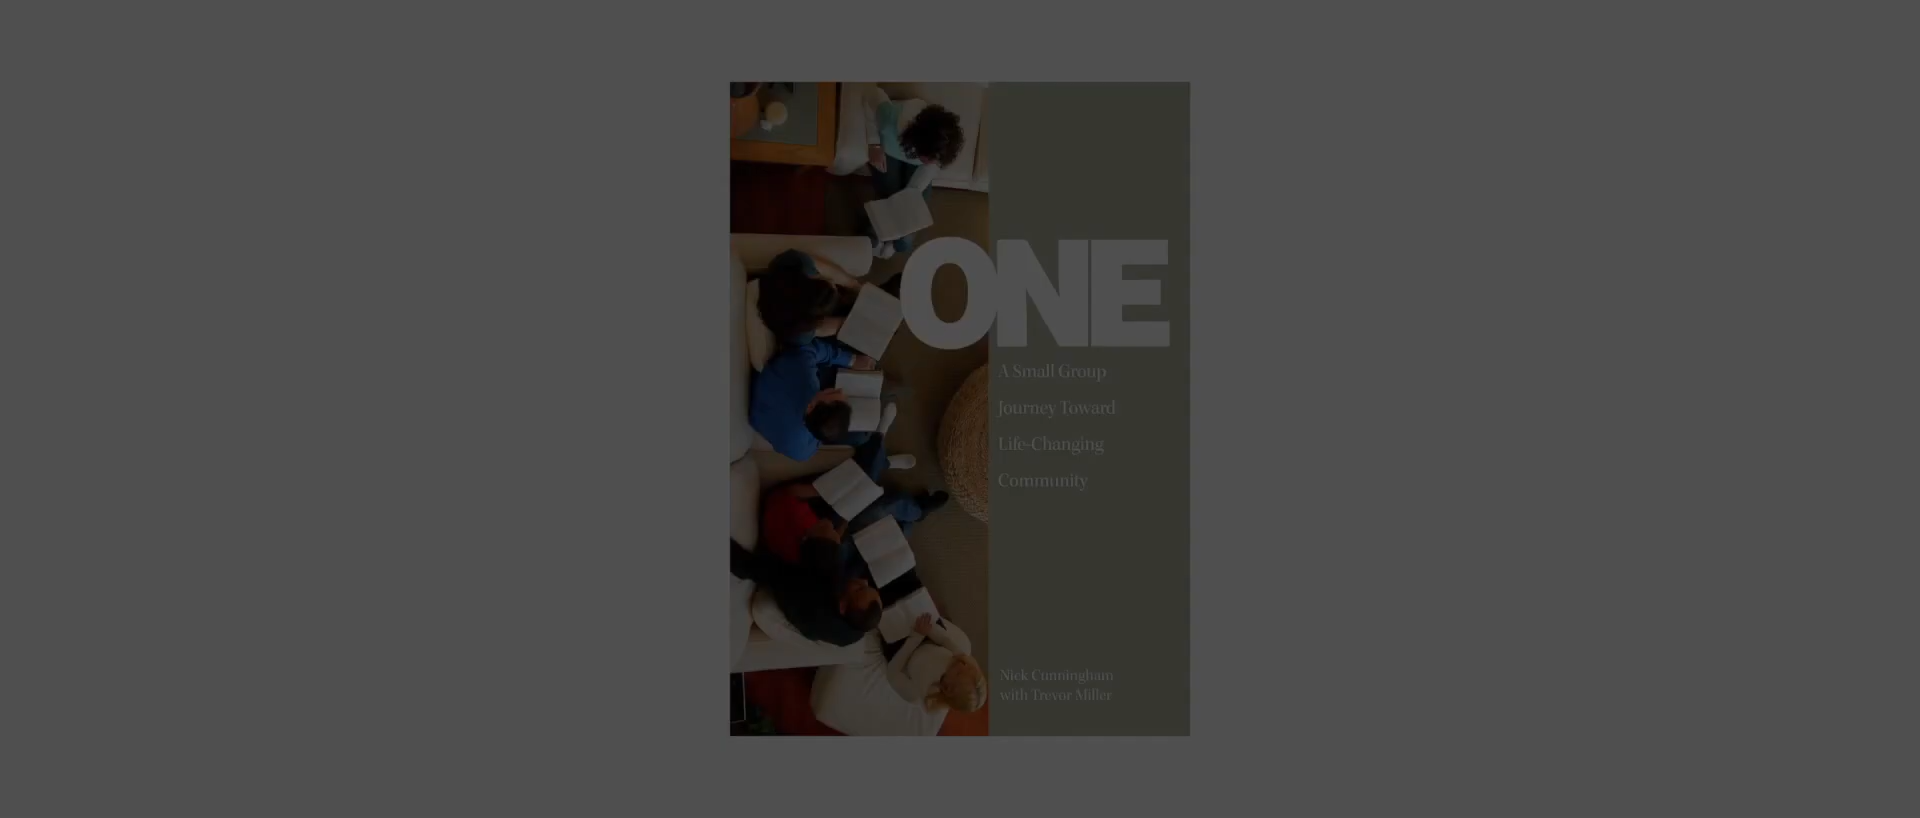 ONE
A Small Group
Journey Toward
Life-Changing
Community
Nick Cunningham
with Trevor Miller